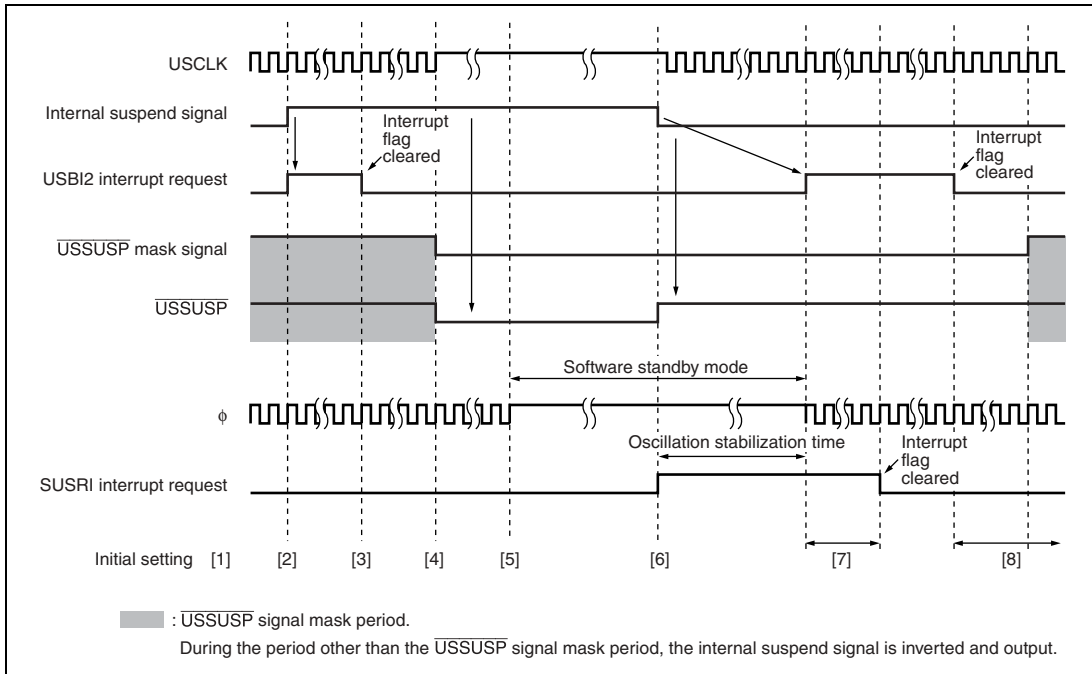 USCLK
Internal suspend signal
Interrupt
flag
cleared
Interrupt
flag
cleared
USBI2 interrupt request
USSUSP mask signal
USSUSP
Software standby mode
ϕ
Oscillation stabilization time
Interrupt
flag
cleared
SUSRI interrupt request
Initial setting [1] [2] [3] [4] [5] [6] [7] [8]
: USSUSP signal mask period.
During the period other than the USSUSP signal mask period, the internal suspend signal is inverted and output.